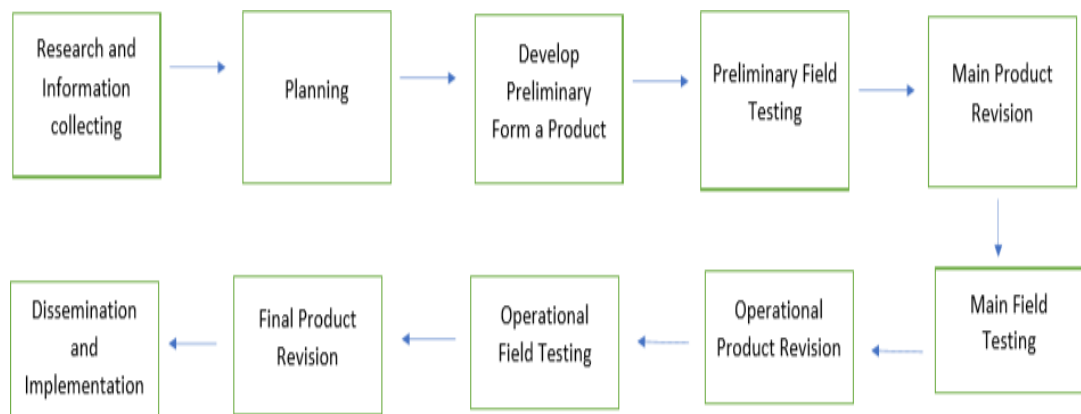 Research and
Information
collecting
Planning
Develop
Preliminary
Form a Product
Preliminary Field
Testing
Main Product
Revision
Main Field
Testing
Operational
Product Revision
Operational
Field Testing
Final Product
Revision
Dissemination
and
Implementation